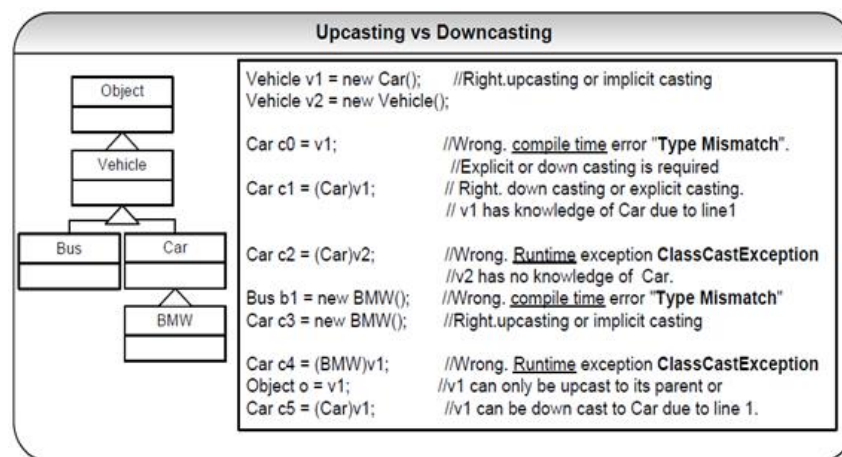 Upcasting vs Downcasting
Object
Vehicle
Bus
Car
BMW
Vehicle v1 = new Car(); //Right.upcasting or implicit casting
Vehicle v2 = new Vehicle();
Car c0 = v1; //Wrong. compile time error "Type Mismatch".
//Explicit or down casting is required
Car c1 = (Car)v1; // Right. down casting or explicit casting.
// v1 has knowledge of Car due to line1
Car c2 = (Car)v2; //Wrong. Runtime exception ClassCastException
//v2 has no knowledge of Car.
Bus b1 = new BMW(); //Wrong. compile time error "Type Mismatch"
Car c3 = new BMW(); //Right.upcasting or implicit casting
Car c4 = (BMW)v1; //Wrong. Runtime exception ClassCastException
Object o = v1; //v1 can only be upcast to its parent or
Car c5 = (Car)v1; //v1 can be down cast to Car due to line 1.